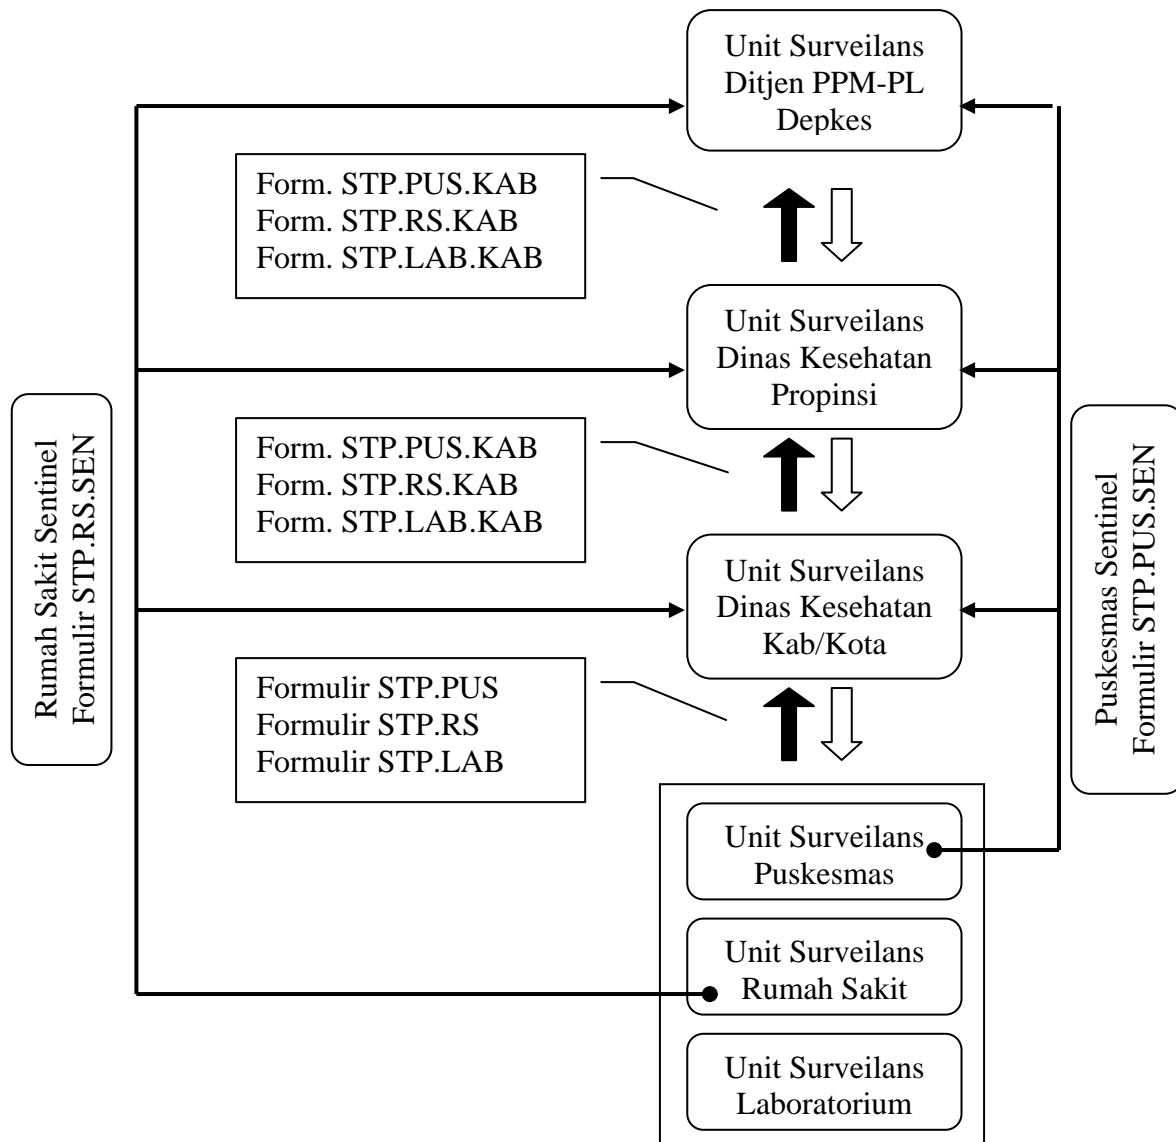 Unit Surveilans
Ditjen PPM-PL
Depkes
Form. STP.PUS.KAB
Form. STP.RS.KAB
Form. STP.LAB.KAB
Unit Surveilans
Dinas Kesehatan
Propinsi
Rumah Sakit Sentinel
Formulir STP.RS.SEN
Form. STP.PUS.KAB
Form. STP.RS.KAB
Form. STP.LAB.KAB
Puskesmas Sentinel
Formulir STP.PUS.SEN
Unit Surveilans
Dinas Kesehatan
Kab/Kota
Formulir STP.PUS
Formulir STP.RS
Formulir STP.LAB
Unit Surveilans
Puskesmas
Unit Surveilans
Rumah Sakit
Unit Surveilans
Laboratorium